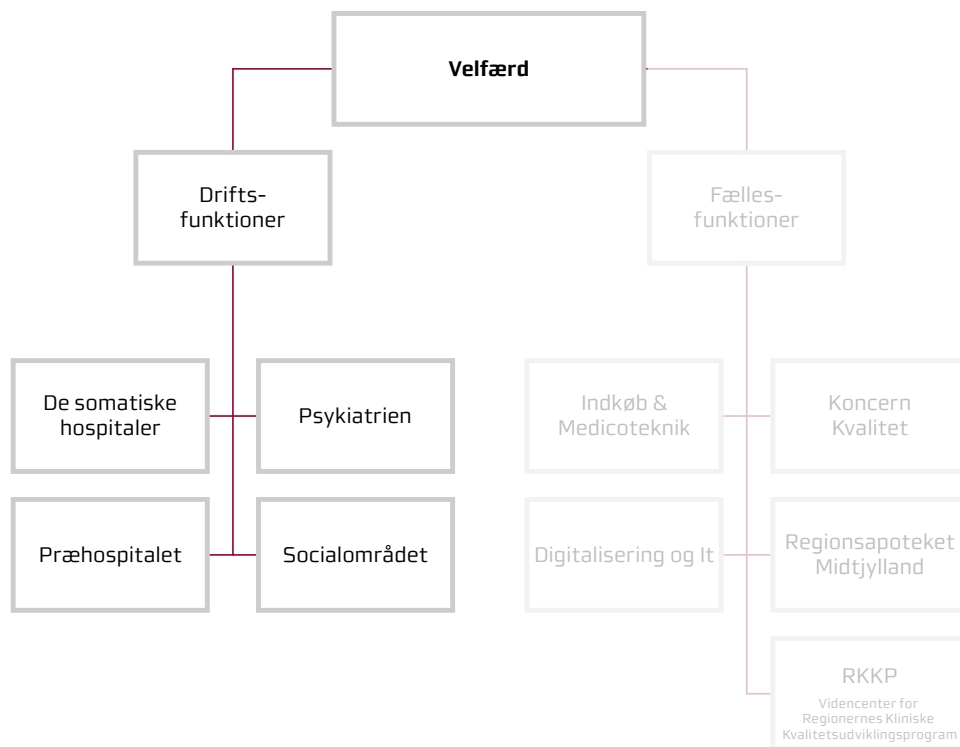 Velfærd
Drifts-
funktioner
Fælles-
funktioner
De somatiske
hospitaler
Psykiatrien
Indkøb &
Medicoteknik
Koncern
Kvalitet
Præhospitalet
Socialområdet
Digitalisering og It
Regionsapoteket
Midtjylland
RKKP
Videncenter for
Regionernes Kliniske
Kvalitetsudviklingsprogram